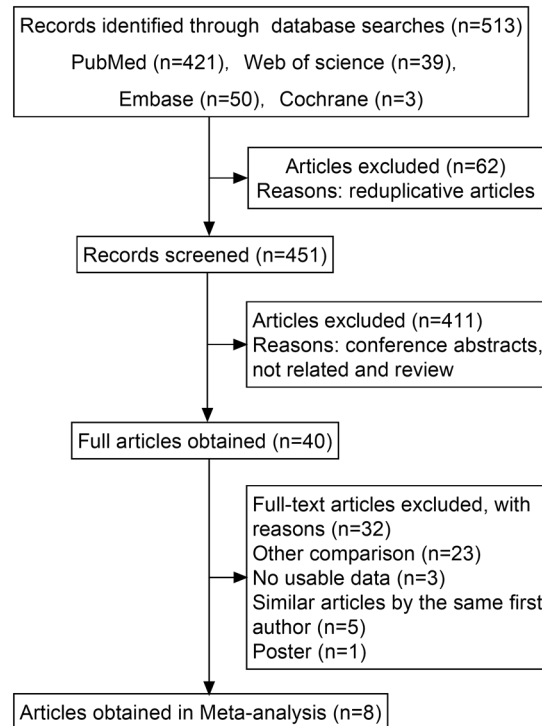 Records identified through database searches (n=513)
PubMed (n=421), Web of science (n=39),
Embase (n=50), Cochrane (n=3)
Articles excluded (n=62)
Reasons: reduplicative articles
Records screened (n=451)
Articles excluded (n=411)
Reasons: conference abstracts,
not related and review
Full articles obtained (n=40)
Full-text articles excluded, with
reasons (n=32)
Other comparison (n=23)
No usable data (n=3)
Similar articles by the same first
author (n=5)
Poster (n=1)
Articles obtained in Meta-analysis (n=8)